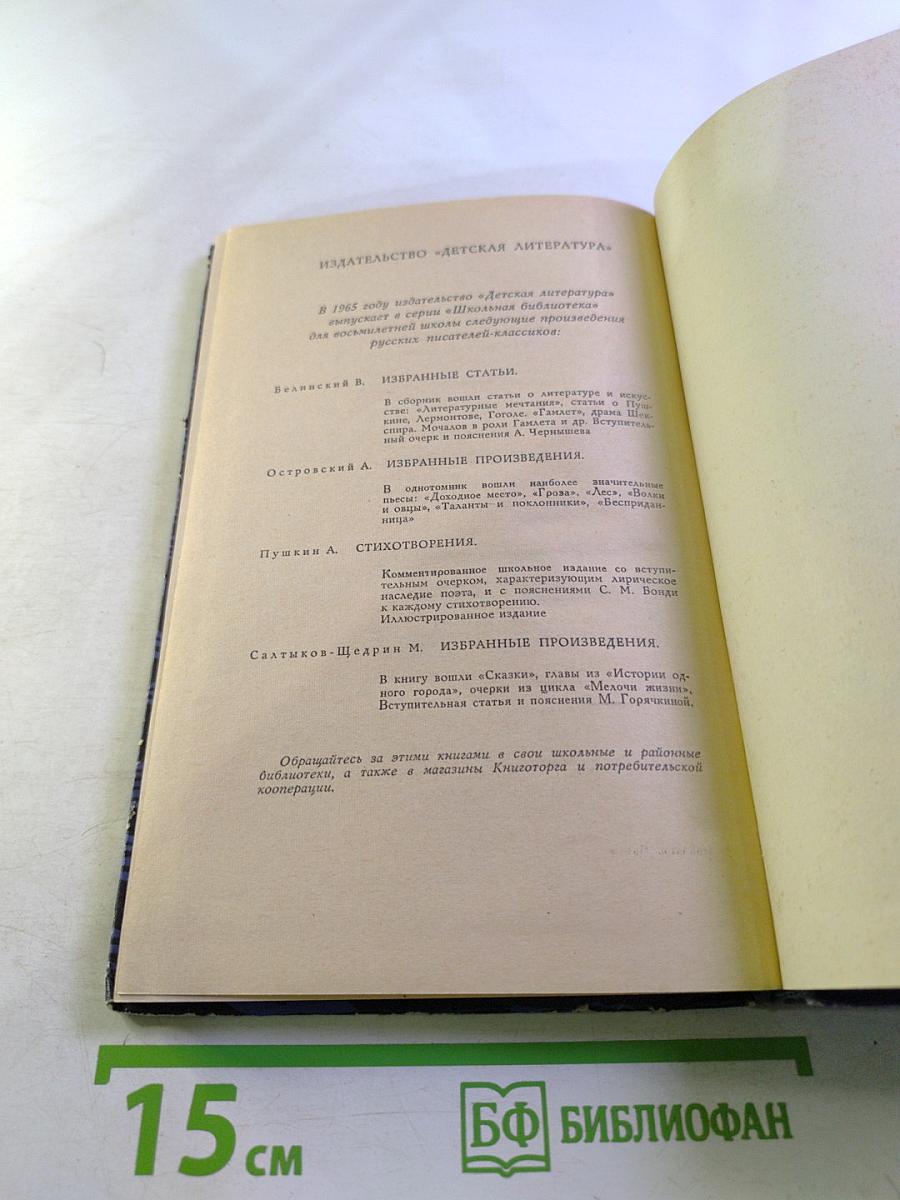 ИЗДАТЕЛЬСТВО «ДЕТСКАЯ ЛИТЕРАТУРА»
В 1965 году издательство «Детская литература»
выпускает в серии «Школьная библиотека»
для восьмилетней школы следующие произведения
русских писателей-классиков:
Белинский В. ИЗБРАННЫЕ СТАТЬИ.
В сборник вошли статьи о литературе и искус-
стве: «Литературные мечтания», статьи о Пуш-
кине, Лермонтове, Гоголе. «Гамлет», драма Шек-
спира. Мочалов в роли Гамлета и др. Вступитель-
ный очерк и пояснения А. Чернышева
Островский А. ИЗБРАННЫЕ ПРОИЗВЕДЕНИЯ.
В однотомник вошли наиболее значительные
пьесы: «Доходное место», «Гроза», «Лес», «Волки
и овцы», «Таланты и поклонники», «Бесприпдан-
ница»
Пушкин А. СТИХОТВОРЕНИЯ.
Комментированное школьное издание со вступи-
тельным очерком, характеризующим лирическое
наследие поэта, и с пояснениями С. М. Бонди
к каждому стихотворению.
Иллюстрированное издание
Салтыков-Щедрин М. ИЗБРАННЫЕ ПРОИЗВЕДЕНИЯ.
В книгу вошли «Сказки», главы из «Истории од-
ного города», очерки из цикла «Мелочи жизни».
Вступительная статья и пояснения М. Горячкиной.
Обращайтесь за этими книгами в свои школьные и районные
библиотеки, а также в магазины Книготорга и потребительской
кооперации.
15 см
БФ БИБЛИОФАН